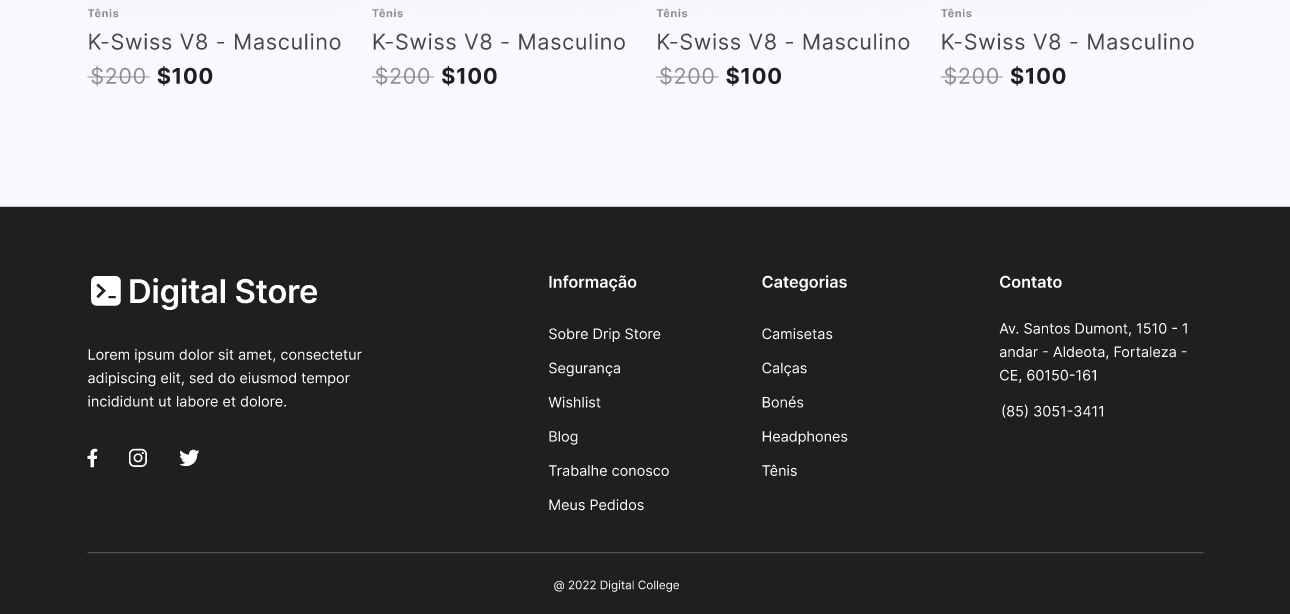 Tênis
K-Swiss V8 - Masculino
$200 $100
Tênis
K-Swiss V8 - Masculino
$200 $100
Tênis
K-Swiss V8 - Masculino
$200 $100
Tênis
K-Swiss V8 - Masculino
$200 $100
Digital Store
Lorem ipsum dolor sit amet, consectetur
adipiscing elit, sed do eiusmod tempor
incididunt ut labore et dolore.
Informação
Sobre Drip Store
Segurança
Wishlist
Blog
Trabalhe conosco
Meus Pedidos
Categorias
Camisetas
Calças
Bonés
Headphones
Tênis
Contato
Av. Santos Dumont, 1510 - 1
andar - Aldeota, Fortaleza -
CE, 60150-161
(85) 3051-3411
@ 2022 Digital College